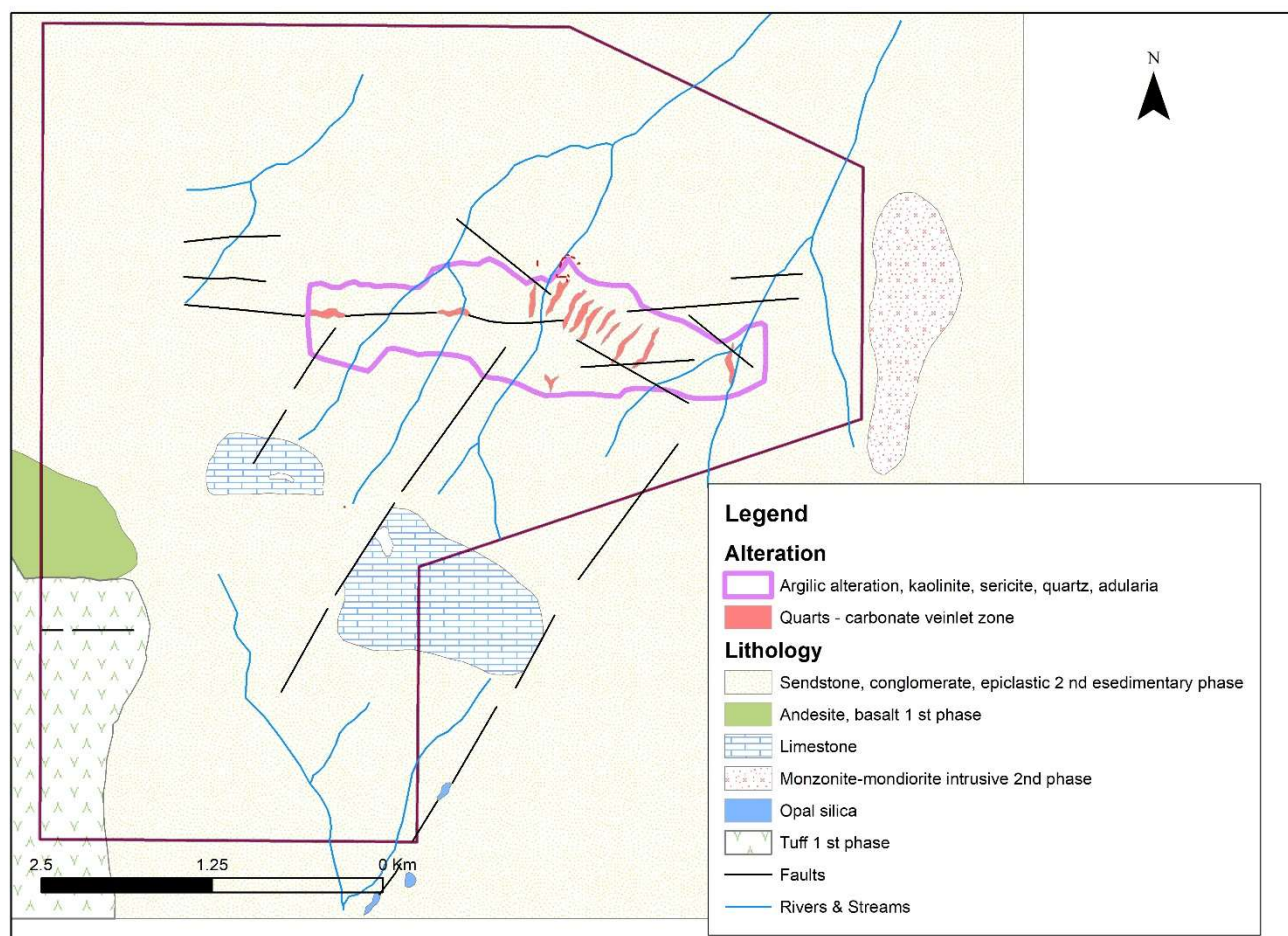 N
Legend
Alteration
Argilic alteration, kaolinite, sericite, quartz, adularia
Quarts - carbonate veinlet zone
Lithology
Sendstone, conglomerate, epiclastic 2 nd esedimentary phase
Andesite, basalt 1 st phase
Limestone
Monzonite-mondiorite intrusive 2nd phase
Opal silica
Tuff 1 st phase
Faults
Rivers & Streams
2.5 1.25 0 Km